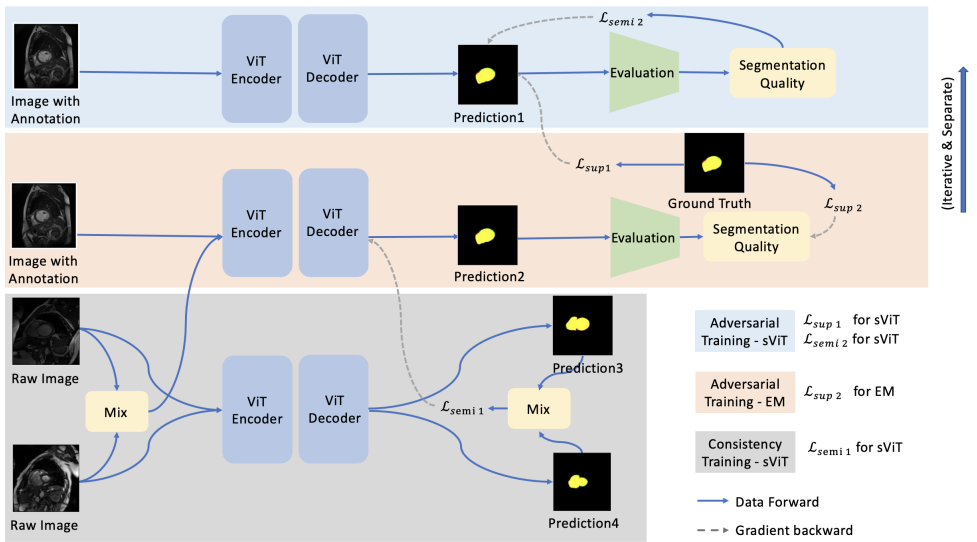 ℒsemi 2
ViT
Encoder
ViT
Decoder
Evaluation
Segmentation
Quality
Image with
Annotation
Prediction1
ℒsup1
Ground Truth
ℒsup 2
ViT
Encoder
ViT
Decoder
Evaluation
Segmentation
Quality
Image with
Annotation
Prediction2
(Iterative & Separate)
Raw Image
Mix
Raw Image
ViT
Encoder
ViT
Decoder
Prediction3
ℒsemi 1
Mix
Prediction4
Adversarial
Training - sViT
ℒsup 1 for sViT
ℒsemi 2 for sViT
Adversarial
Training - EM
ℒsup 2 for EM
Consistency
Training - sViT
ℒsemi 1 for sViT
Data Forward
Gradient backward